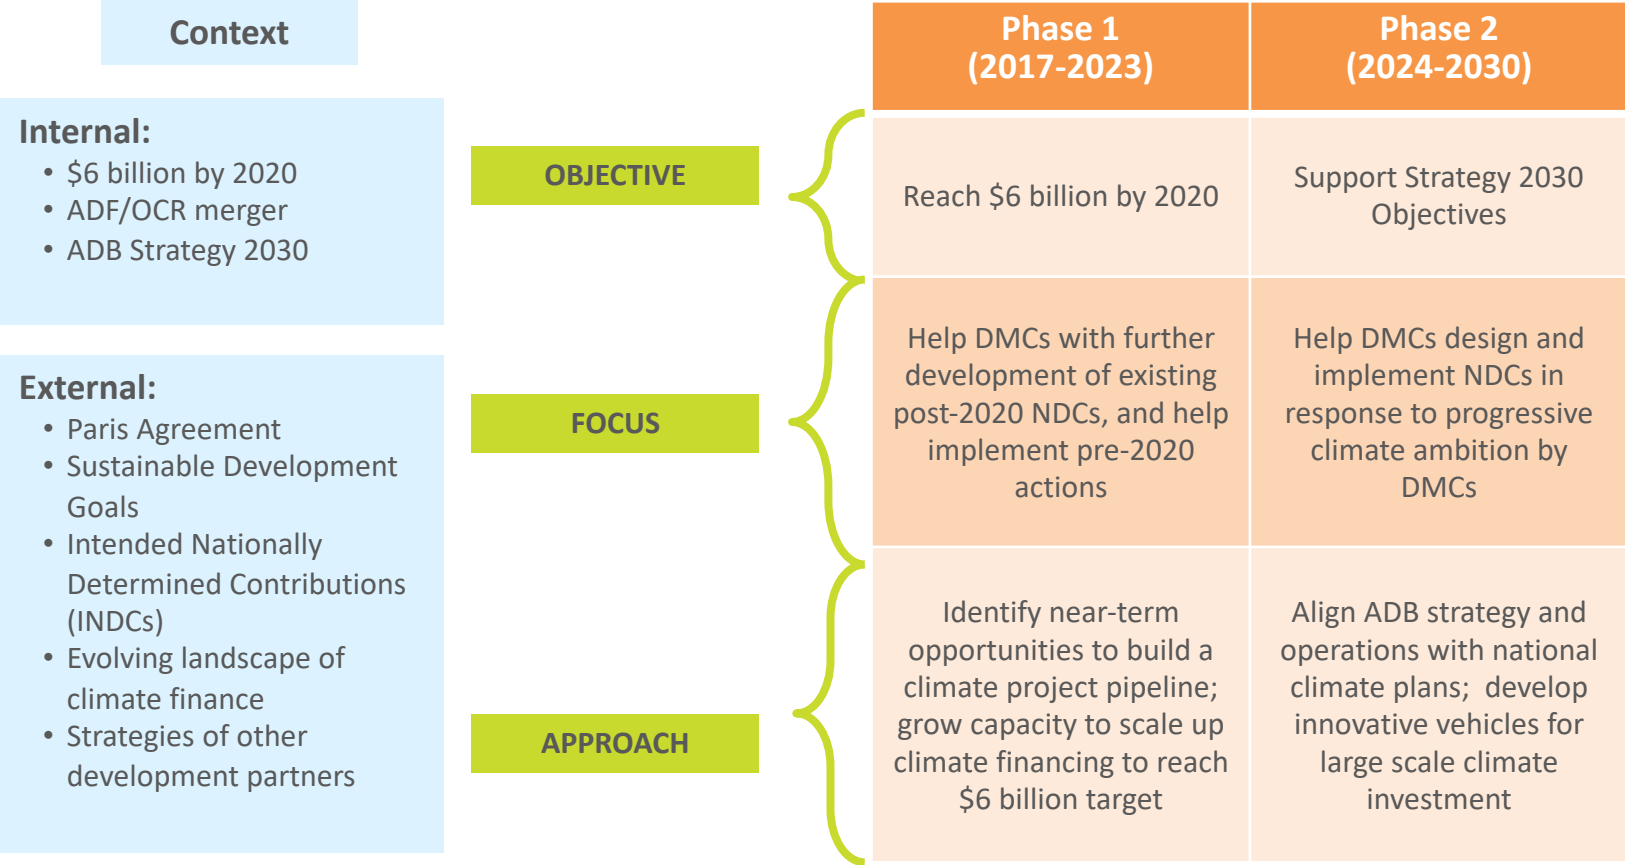 Context
Internal:
• $6 billion by 2020
• ADF/OCR merger
• ADB Strategy 2030
External:
• Paris Agreement
• Sustainable Development
Goals
• Intended Nationally
Determined Contributions
(INDCs)
• Evolving landscape of
climate finance
• Strategies of other
development partners
OBJECTIVE
FOCUS
APPROACH
Phase 1
(2017-2023)
Phase 2
(2024-2030)
Reach $6 billion by 2020
Support Strategy 2030
Objectives
Help DMCs with further
development of existing
post-2020 NDCs, and help
implement pre-2020
actions
Help DMCs design and
implement NDCs in
response to progressive
climate ambition by
DMCs
Identify near-term
opportunities to build a
climate project pipeline;
grow capacity to scale up
climate financing to reach
$6 billion target
Align ADB strategy and
operations with national
climate plans;  develop
innovative vehicles for
large scale climate
investment